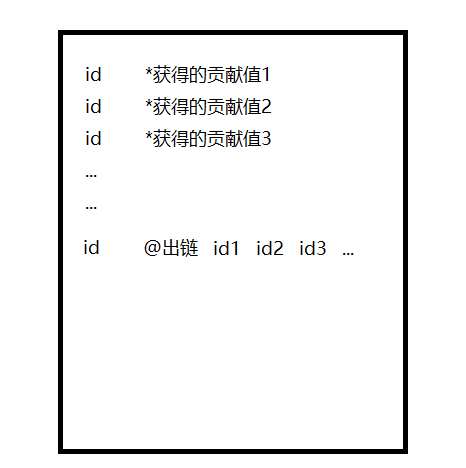 id *获得的贡献值1
id *获得的贡献值2
id *获得的贡献值3
...
...
id @出链 id1 id2 id3 ...